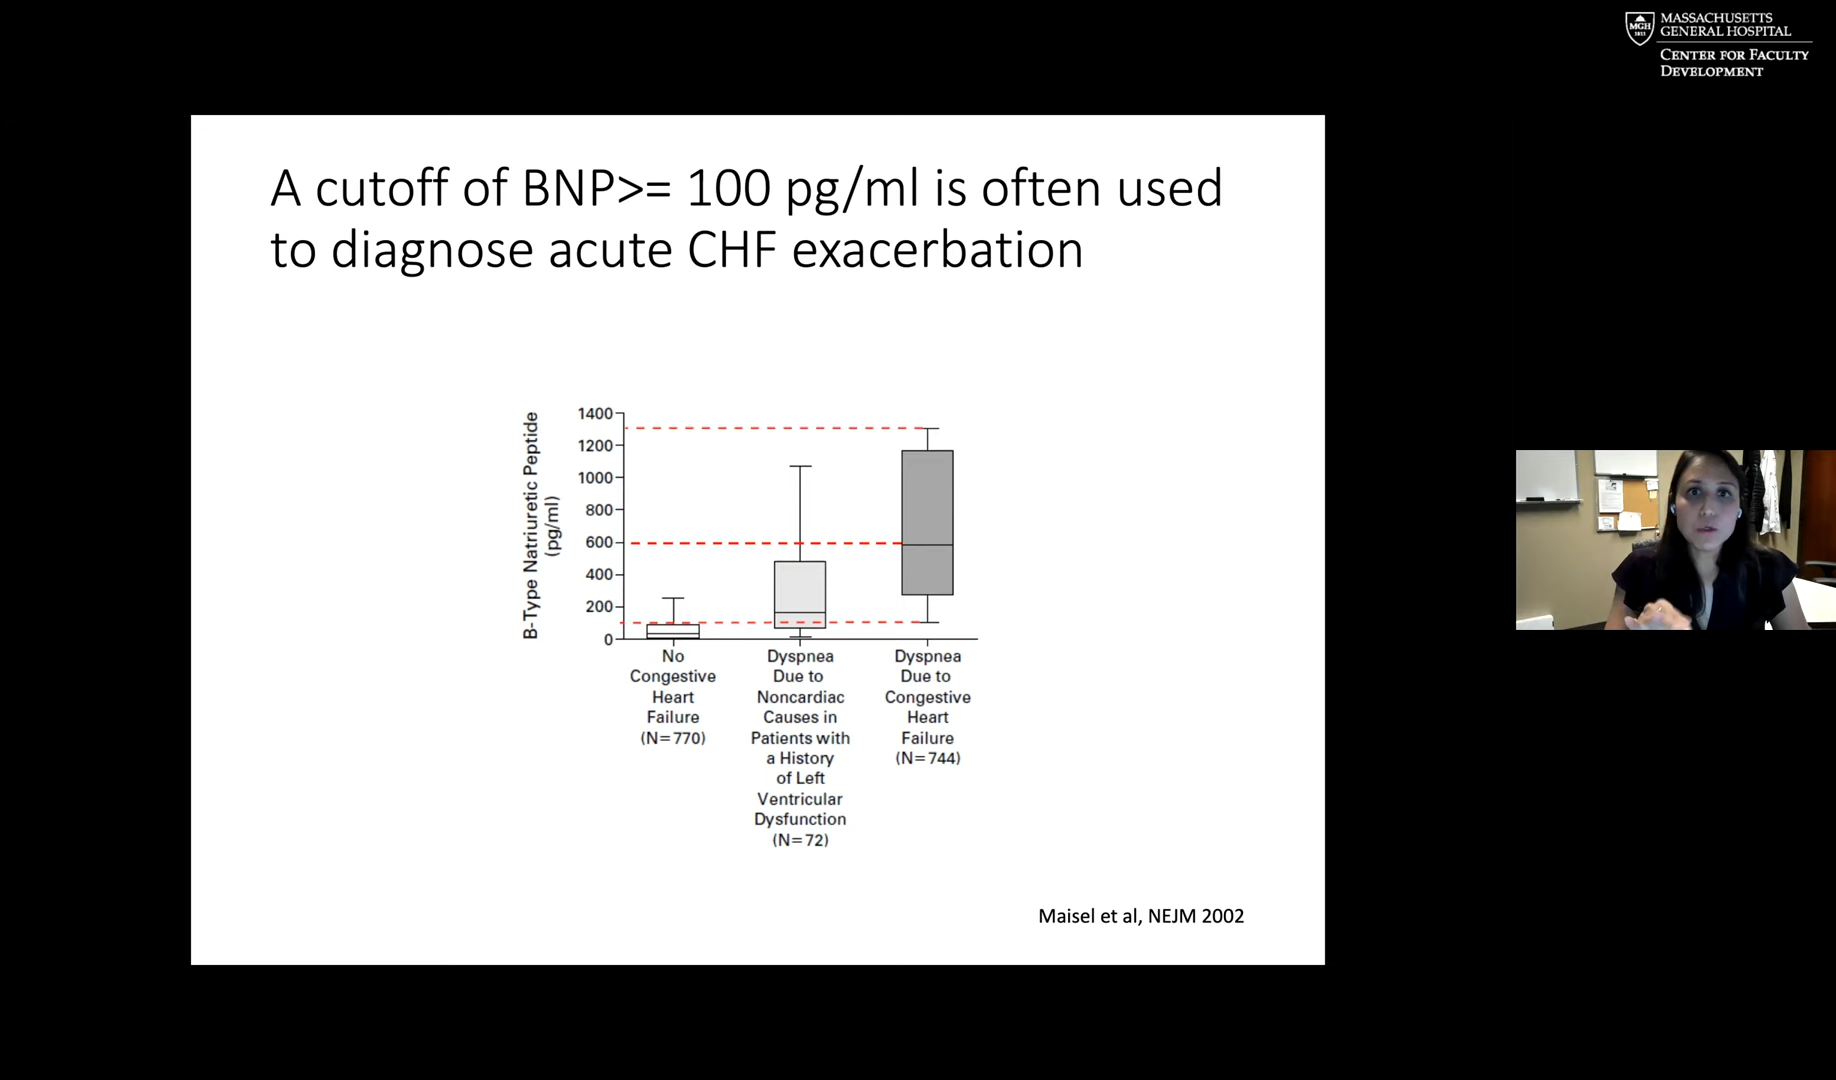 MASSACHUSETTS
GENERAL HOSPITAL
MGH
1811
CENTER FOR FACULTY
DEVELOPMENT
A cutoff of BNP>= 100 pg/ml is often used
to diagnose acute CHF exacerbation
B-Type Natriuretic Peptide
(pg/ml)
1400
1200
1000
800
600
400
200
0
No
Congestive
Heart
Failure
(N=770)
Dyspnea
Due to
Noncardiac
Causes in
Patients with
a History
of Left
Ventricular
Dysfunction
(N=72)
Dyspnea
Due to
Congestive
Heart
Failure
(N=744)
Maisel et al, NEJM 2002